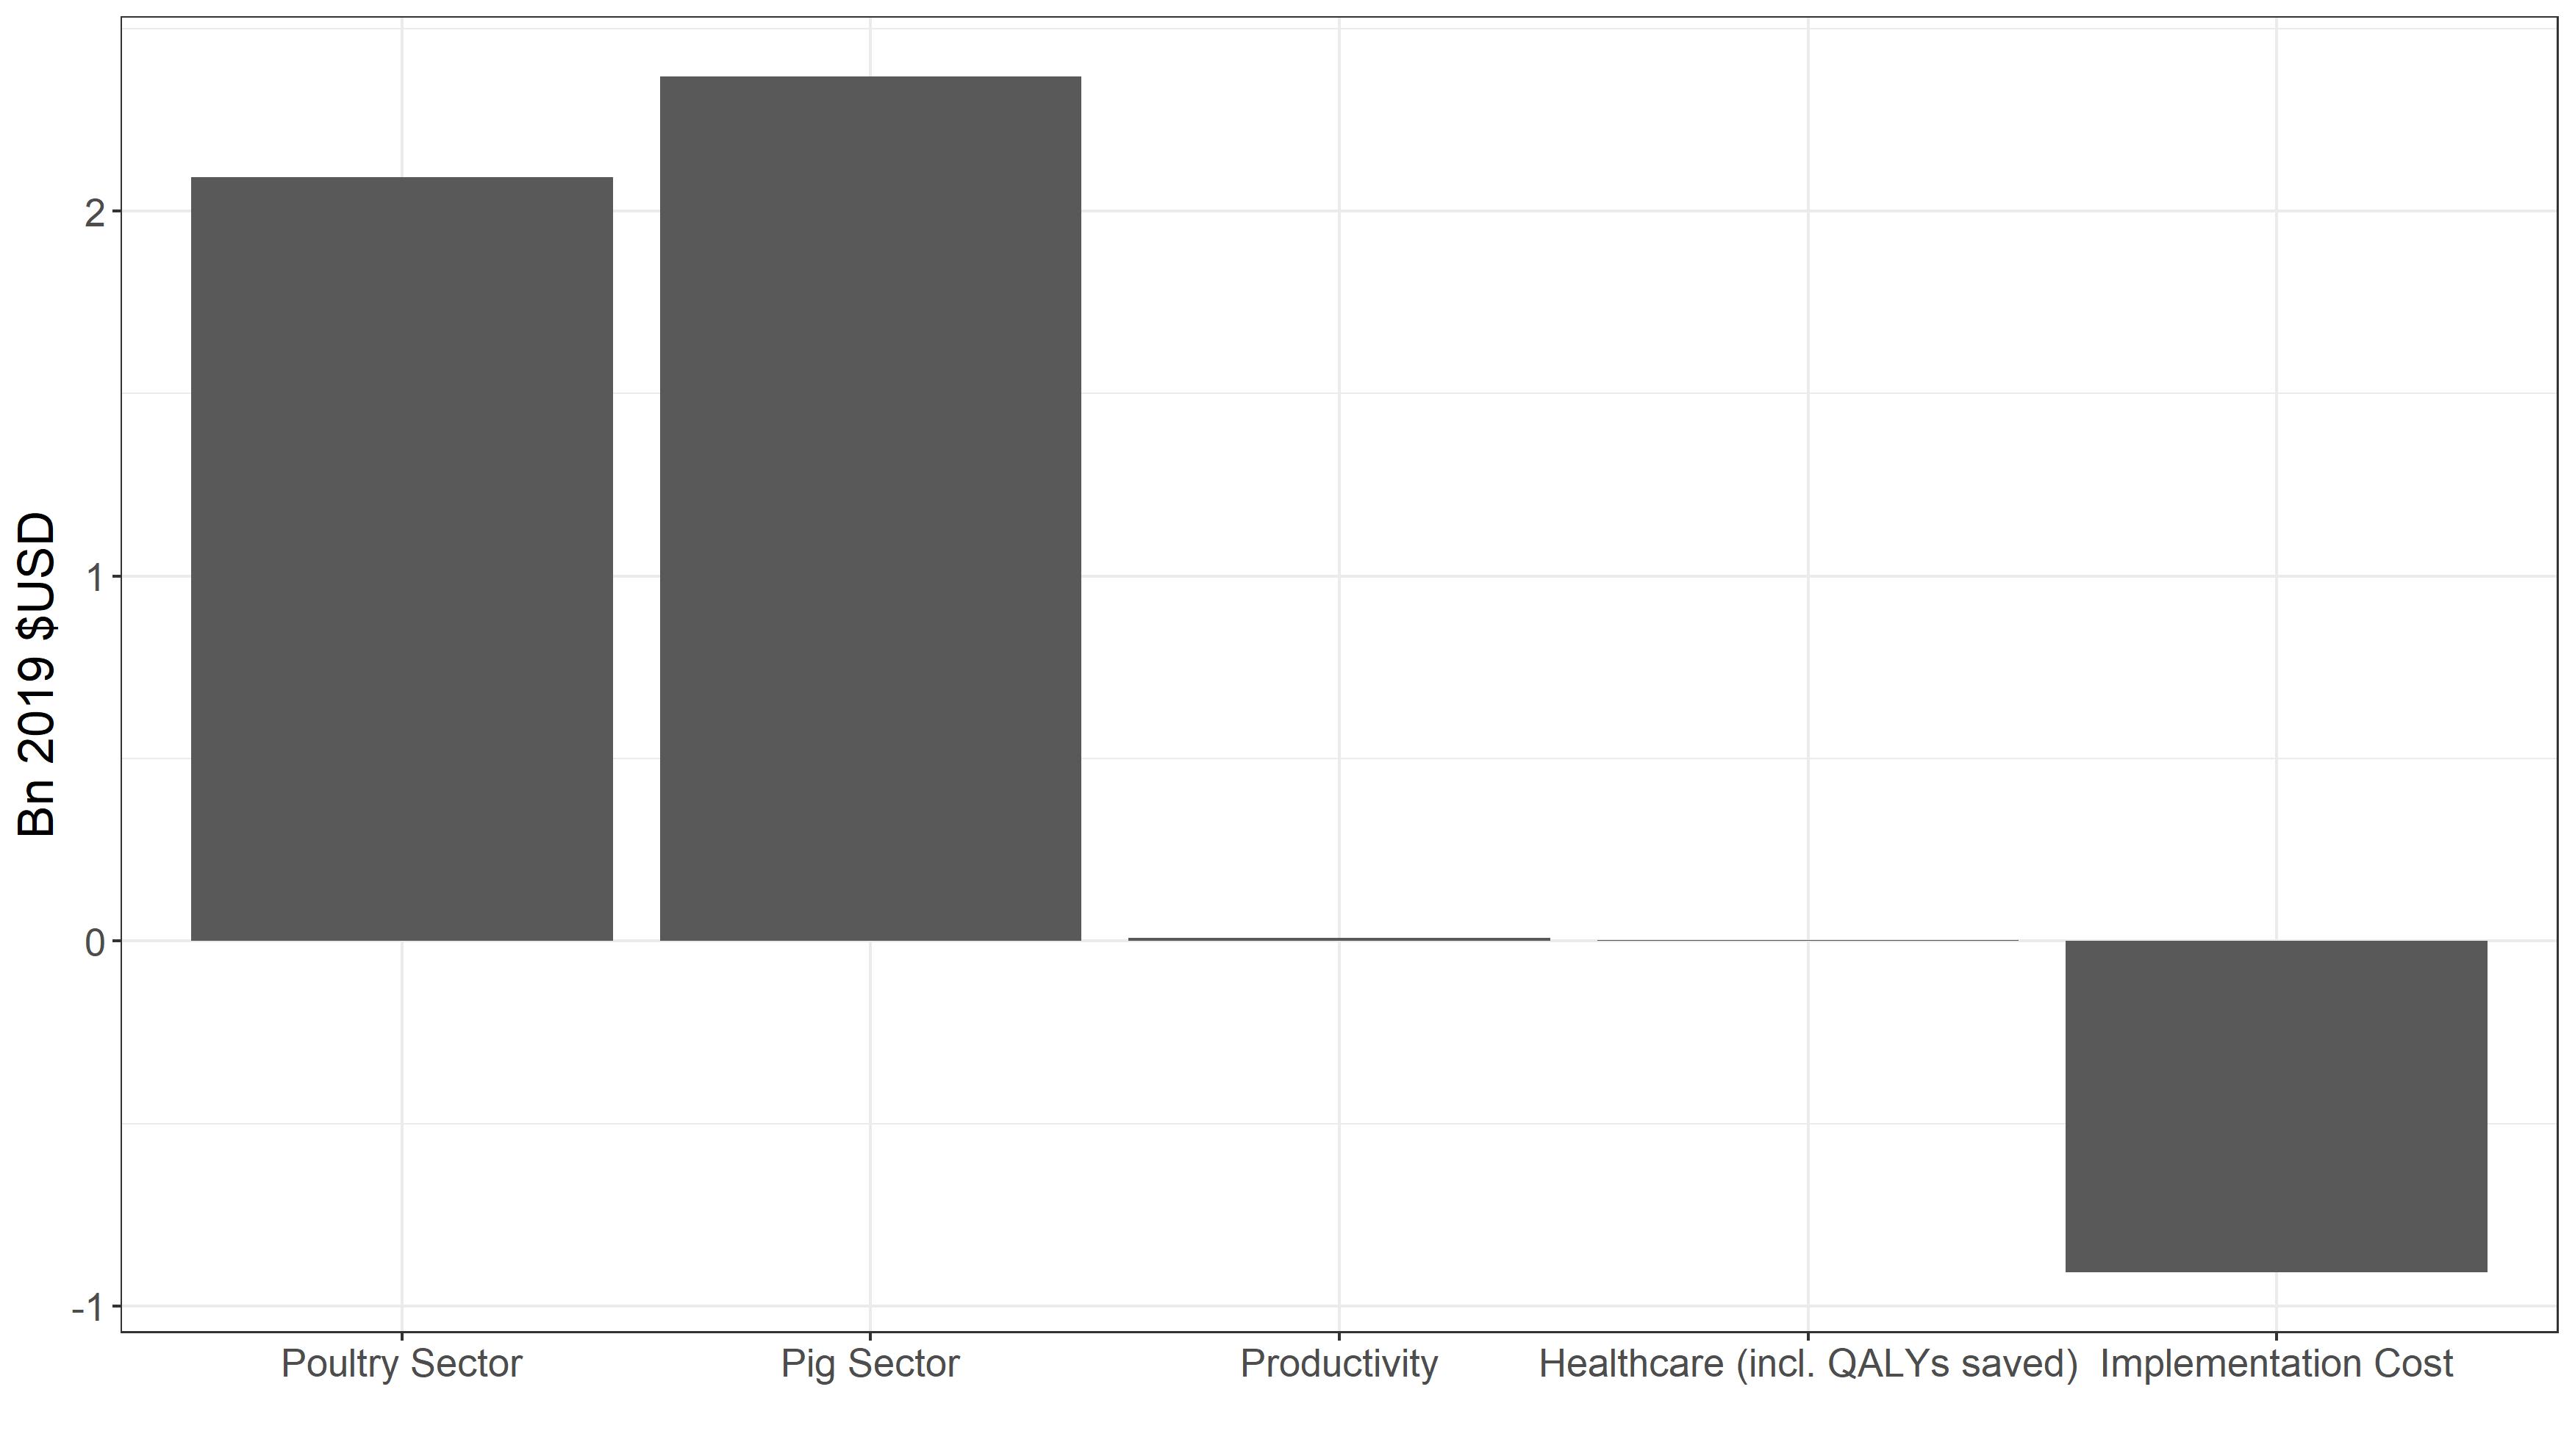 Bn 2019 $USD
2
1
0
-1
Poultry Sector
Pig Sector
Productivity
Healthcare (incl. QALYs saved)
Implementation Cost